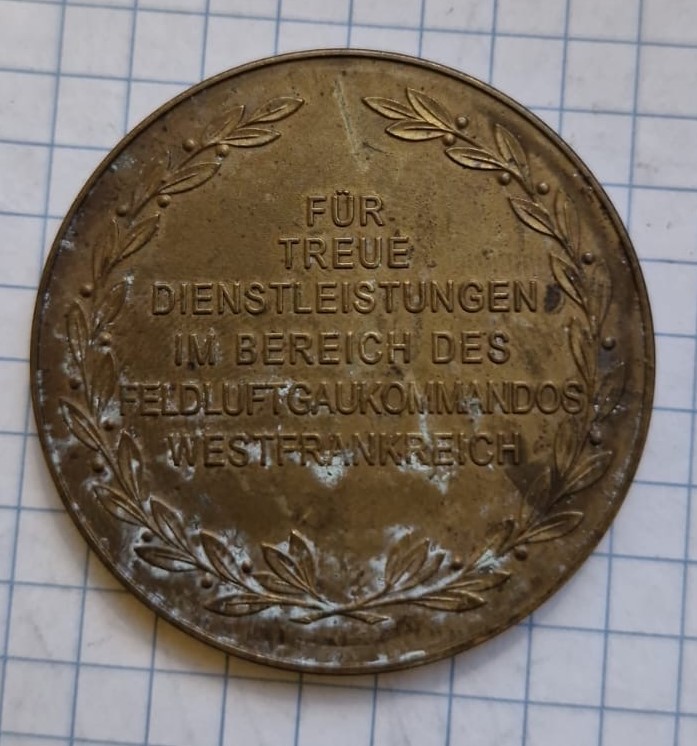 FÜR
TREUE
DIENSTLEISTUNGEN
IM BEREICH DES
FELDLUFTGAUKOMMANDOS
WESTFRANKREICH